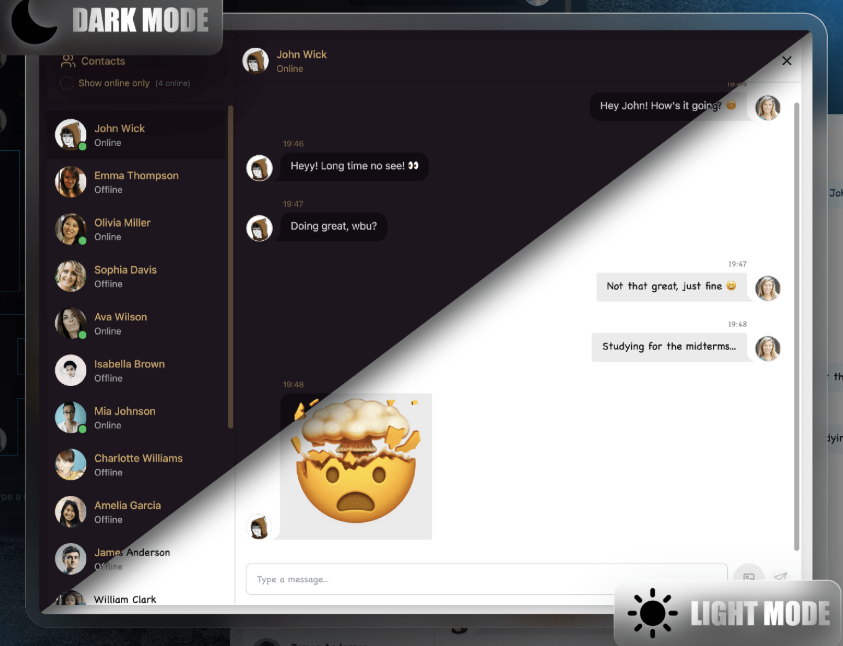 DARK MODE
Contacts
Show online only (4 online)
John Wick
Online
Emma Thompson
Offline
Olivia Miller
Online
Sophia Davis
Offline
Ava Wilson
Online
Isabella Brown
Offline
Mia Johnson
Online
Charlotte Williams
Offline
Amelia Garcia
Offline
James Anderson
Offline
William Clark
John Wick
Online
Hey John! How's it going? 😄
19:46
Heyy! Long time no see! 👀
19:47
Doing great, wbu?
19:47
Not that great, just fine 😄
19:48
Studying for the midterms...
19:48
Type a message...
LIGHT MODE